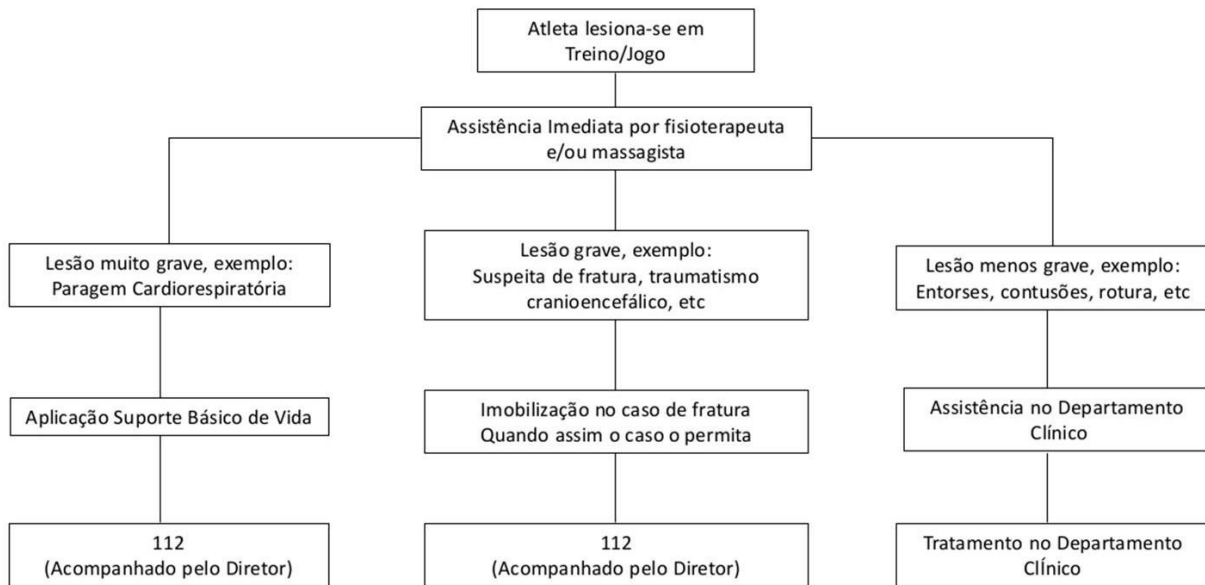 Atleta lesiona-se em
Treino/Jogo
Assistência Imediata por fisioterapeuta
e/ou massagista
Lesão muito grave, exemplo:
Paragem Cardiorespiratória
Lesão grave, exemplo:
Suspeita de fratura, traumatismo
cranioencefálico, etc
Lesão menos grave, exemplo:
Entorses, contusões, rotura, etc
Aplicação Suporte Básico de Vida
Imobilização no caso de fratura
Quando assim o caso o permita
Assistência no Departamento
Clínico
112
(Acompanhado pelo Diretor)
112
(Acompanhado pelo Diretor)
Tratamento no Departamento
ClÍnico